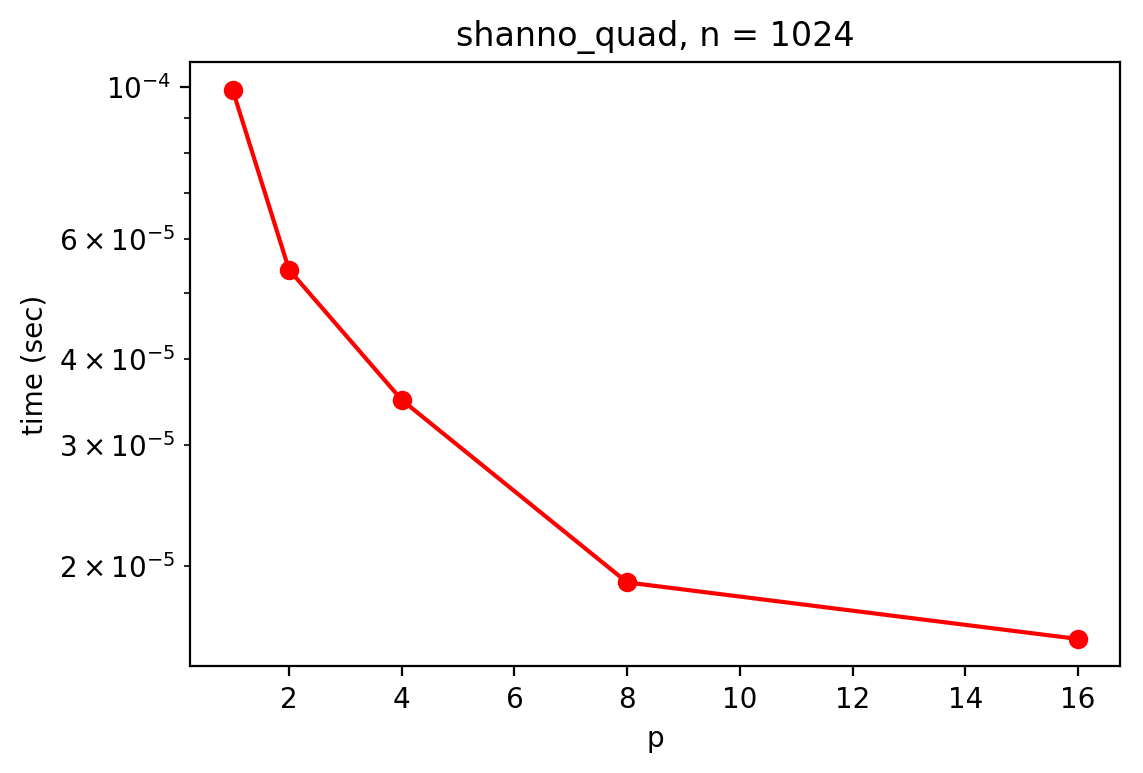 shanno_quad, n = 1024
10⁻⁴
6 × 10⁻⁵
4 × 10⁻⁵
3 × 10⁻⁵
2 × 10⁻⁵
time (sec)
2 4 6 8 10 12 14 16
p